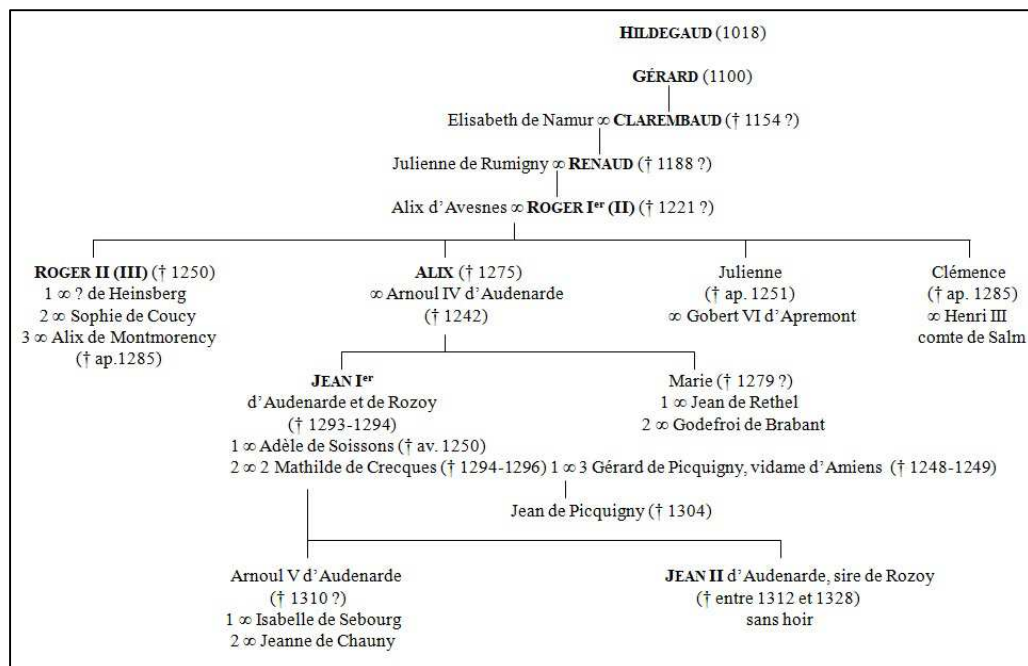 HILDEGAUD (1018)
GÉRARD (1100)
Elisabeth de Namur ∞ CLAREMBAUD († 1154 ?)
Julienne de Rumigny ∞ RENAUD († 1188 ?)
Alix d'Avesnes ∞ ROGER Ier (II) († 1221 ?)
ROGER II (III) († 1250)
1 ∞ ? de Heinsberg
2 ∞ Sophie de Coucy
3 ∞ Alix de Montmorency
(† ap.1285)
ALIX († 1275)
∞ Arnoul IV d'Audenarde
(† 1242)
Julienne
(† ap. 1251)
∞ Gobert VI d'Apremont
Clémence
(† ap. 1285)
∞ Henri III
comte de Salm
JEAN Ier
d'Audenarde et de Rozoy
(† 1293-1294)
1 ∞ Adèle de Soissons († av. 1250)
Marie († 1279 ?)
1 ∞ Jean de Rethel
2 ∞ Godefroi de Brabant
2 ∞ 2 Mathilde de Crecques († 1294-1296) 1 ∞ 3 Gérard de Picquigny, vidame d'Amiens († 1248-1249)
Jean de Picquigny († 1304)
Arnoul V d'Audenarde
(† 1310 ?)
1 ∞ Isabelle de Sebourg
2 ∞ Jeanne de Chauny
JEAN II d'Audenarde, sire de Rozoy
(† entre 1312 et 1328)
sans hoir